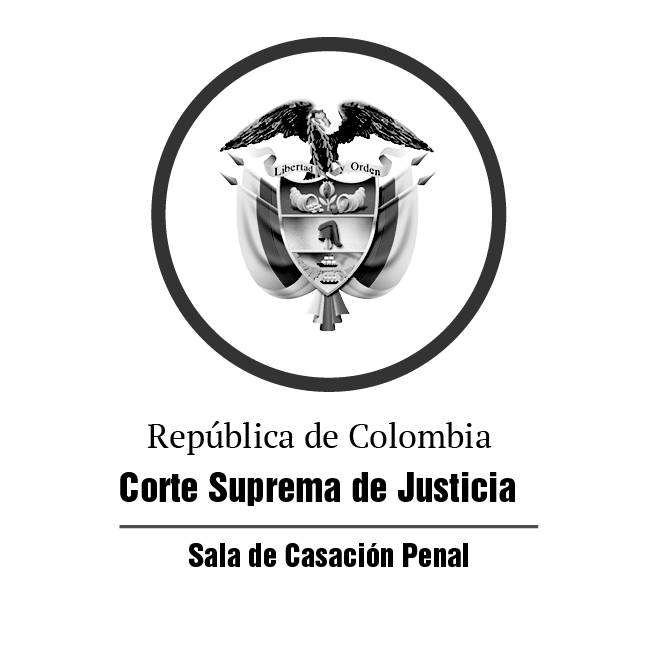 Libertad y Orden
República de Colombia
Corte Suprema de Justicia
Sala de Casación Penal